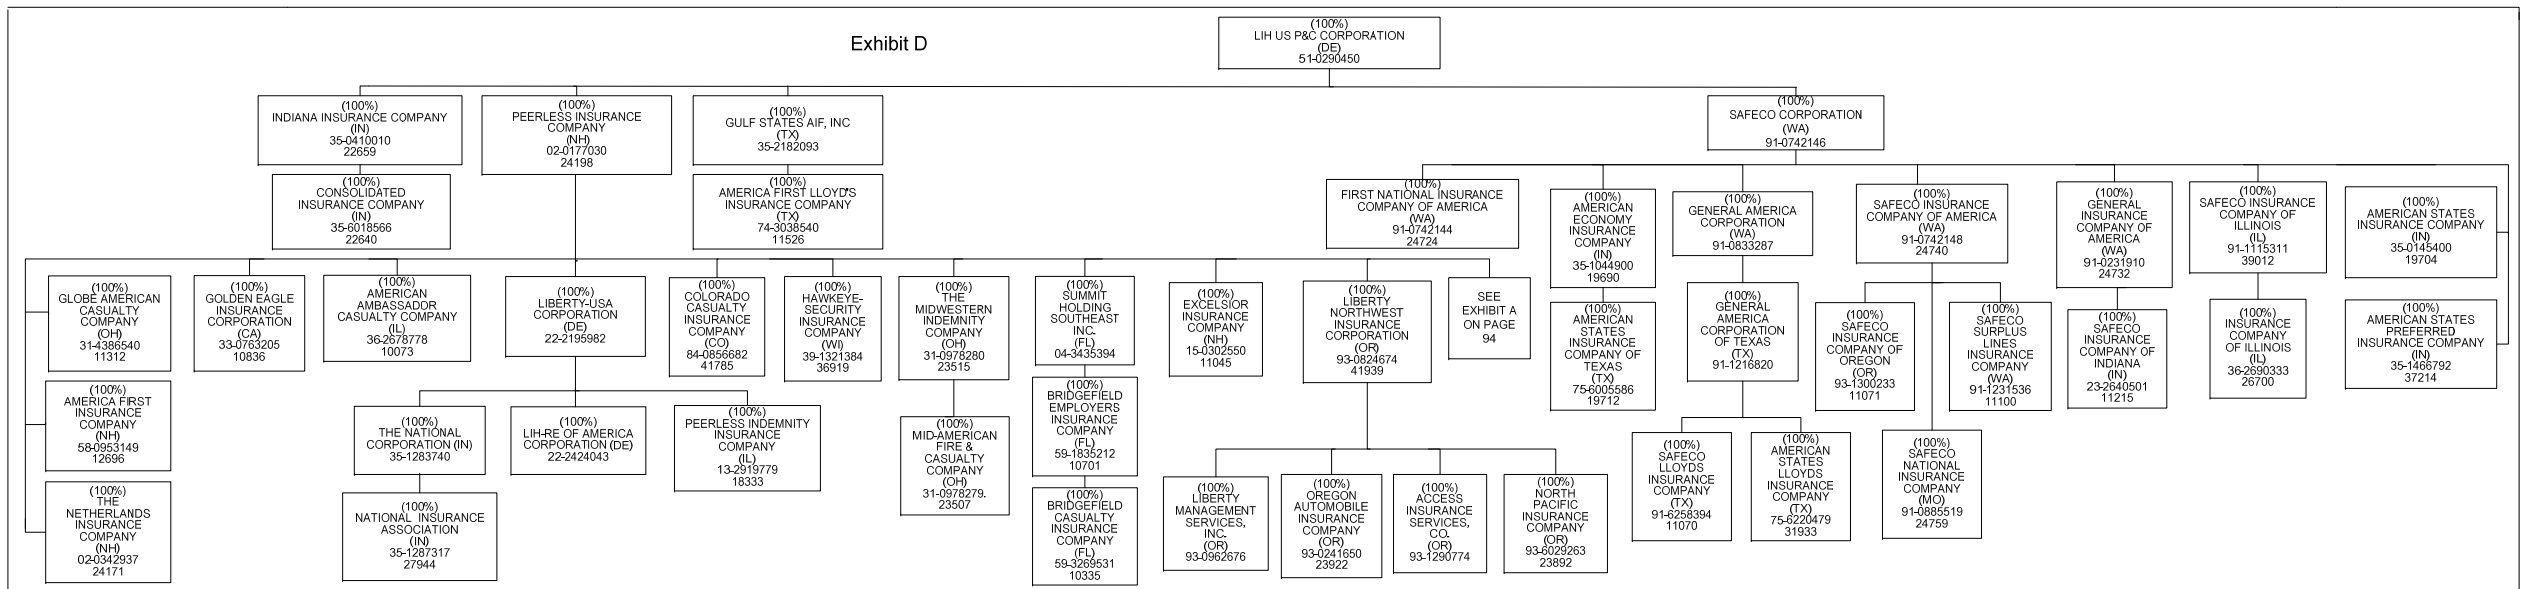 Exhibit D
(100%)
LIH US P&C CORPORATION
(DE)
51-0290450
(100%)
INDIANA INSURANCE COMPANY
(IN)
35-0410010
22659
(100%)
PEERLESS INSURANCE
COMPANY
(NH)
02-0177030
24198
(100%)
GULF STATES AIF, INC
(TX)
35-2182093
(100%)
SAFECO CORPORATION
(WA)
91-0742146
(100%)
CONSOLIDATED
INSURANCE COMPANY
(IN)
35-6018566
22640
(100%)
AMERICA FIRST LLOYD'S
INSURANCE COMPANY
(TX)
74-3038540
11526
(100%)
FIRST NATIONAL INSURANCE
COMPANY OF AMERICA
(WA)
91-0742144
24724
(100%)
AMERICAN
ECONOMY
INSURANCE
COMPANY
(IN)
35-1044900
19690
(100%)
GENERAL AMERICA
CORPORATION
(WA)
91-0833287
(100%)
SAFECO INSURANCE
COMPANY OF AMERICA
(WA)
91-0742148
24740
(100%)
GENERAL
INSURANCE
COMPANY OF
AMERICA
(WA)
91-0231910
24732
(100%)
SAFECO INSURANCE
COMPANY OF
ILLINOIS
(IL)
91-1115311
39012
(100%)
AMERICAN STATES
INSURANCE COMPANY
(IN)
35-0145400
19704
(100%)
GLOBE AMERICAN
CASUALTY
COMPANY
(OH)
31-4386540
11312
(100%)
GOLDEN EAGLE
INSURANCE
CORPORATION
(CA)
33-0763205
10836
(100%)
AMERICAN
AMBASSADOR
CASUALTY COMPANY
(IL)
36-2678778
10073
(100%)
LIBERTY-USA
CORPORATION
(DE)
22-2195982
(100%)
COLORADO
CASUALTY
INSURANCE
COMPANY
(CO)
84-0856682
41785
(100%)
HAWKEYE-
SECURITY
INSURANCE
COMPANY
(WI)
39-1321384
36919
(100%)
THE
MIDWESTERN
INDEMNITY
COMPANY
(OH)
31-0978280
23515
(100%)
SUMMIT
HOLDING
SOUTHEAST
INC.
(FL)
04-3435394
(100%)
EXCELSIOR
INSURANCE
COMPANY
(NH)
15-0302550
11045
(100%)
LIBERTY
NORTHWEST
INSURANCE
CORPORATION
(OR)
93-0824674
41939
SEE
EXHIBIT A
ON PAGE
94
(100%)
AMERICAN
STATES
INSURANCE
COMPANY OF
TEXAS
(TX)
75-6005586
19712
(100%)
GENERAL
AMERICA
CORPORATION
OF TEXAS
(TX)
91-1216820
(100%)
SAFECO
INSURANCE
COMPANY OF
OREGON
(OR)
93-1300233
11071
(100%)
SAFECO
SURPLUS
LINES
INSURANCE
COMPANY
(WA)
91-1231536
11100
(100%)
SAFECO
INSURANCE
COMPANY OF
INDIANA
(IN)
23-2640501
11215
(100%)
INSURANCE
COMPANY
OF ILLINOIS
(IL)
36-2690333
26700
(100%)
AMERICAN STATES
PREFERRED
INSURANCE COMPANY
(IN)
35-1466792
37214
(100%)
AMERICA FIRST
INSURANCE
COMPANY
(NH)
58-0953149
12696
(100%)
THE NATIONAL
CORPORATION (IN)
35-1283740
(100%)
LIH-RE OF AMERICA
CORPORATION (DE)
22-2424043
(100%)
PEERLESS INDEMNITY
INSURANCE
COMPANY
(IL)
13-2919779
18333
(100%)
MID-AMERICAN
FIRE &
CASUALTY
COMPANY
(OH)
31-0978279.
23507
(100%)
BRIDGEFIELD
EMPLOYERS
INSURANCE
COMPANY
(FL)
59-1835212
10701
(100%)
SAFECO
LLOYDS
INSURANCE
COMPANY
(TX)
91-6258394
11070
(100%)
AMERICAN
STATES
LLOYDS
INSURANCE
COMPANY
(TX)
75-6220479
31933
(100%)
SAFECO
NATIONAL
INSURANCE
COMPANY
(MO)
91-0885519
24759
(100%)
THE
NETHERLANDS
INSURANCE
COMPANY
(NH)
02-0342937
24171
(100%)
NATIONAL INSURANCE
ASSOCIATION
(IN)
35-1287317
27944
(100%)
BRIDGEFIELD
CASUALTY
INSURANCE
COMPANY
(FL)
59-3269531
10335
(100%)
LIBERTY
MANAGEMENT
SERVICES,
INC.
(OR)
93-0962676
(100%)
OREGON
AUTOMOBILE
INSURANCE
COMPANY
(OR)
93-0241650
23922
(100%)
ACCESS
INSURANCE
SERVICES,
CO.
(OR)
93-1290774
(100%)
NORTH
PACIFIC
INSURANCE
COMPANY
(OR)
93-6029263
23892